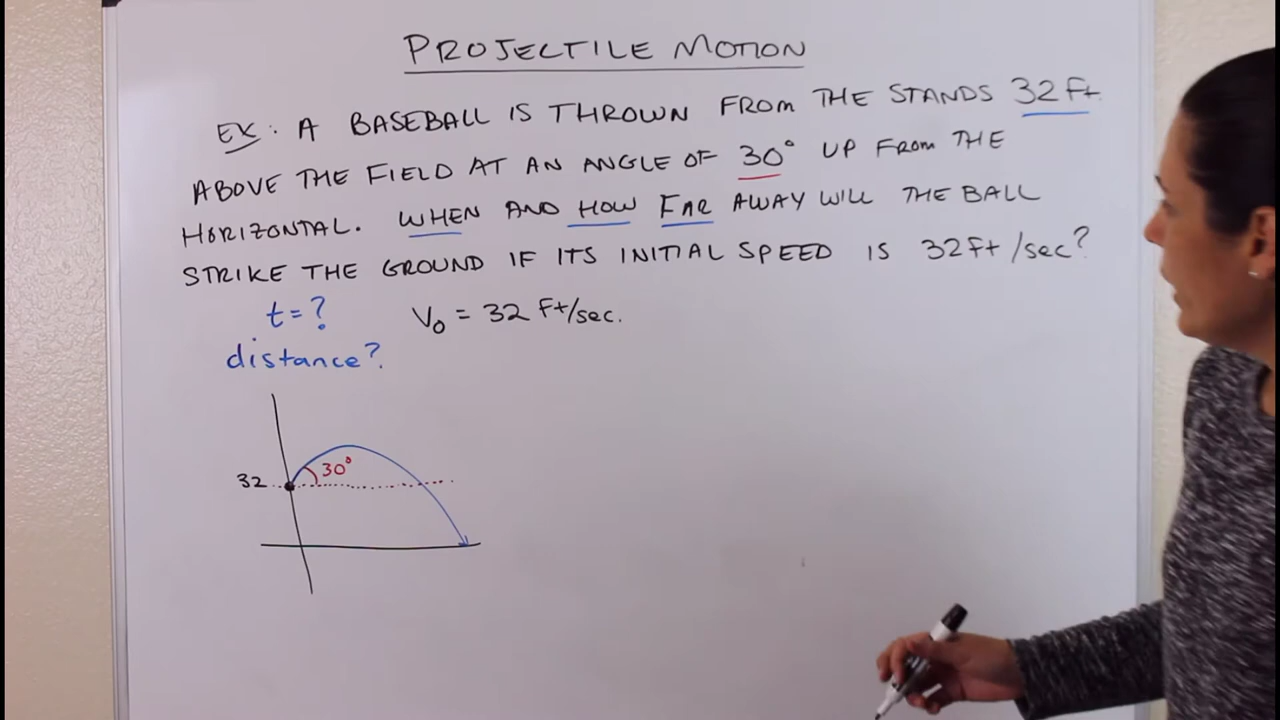 PROJECTILE MOTION
EX: A BASEBALL IS THROWN FROM THE STANDS 32 Ft.
ABOVE THE FIELD AT AN ANGLE OF 30° UP FROM THE
HORIZONTAL. WHEN AND HOW FAR AWAY WILL THE BALL
STRIKE THE GROUND IF ITS INITIAL SPEED IS 32 ft/sec?
t = ? V₀ = 32 Ft/sec.
distance?
30°
32